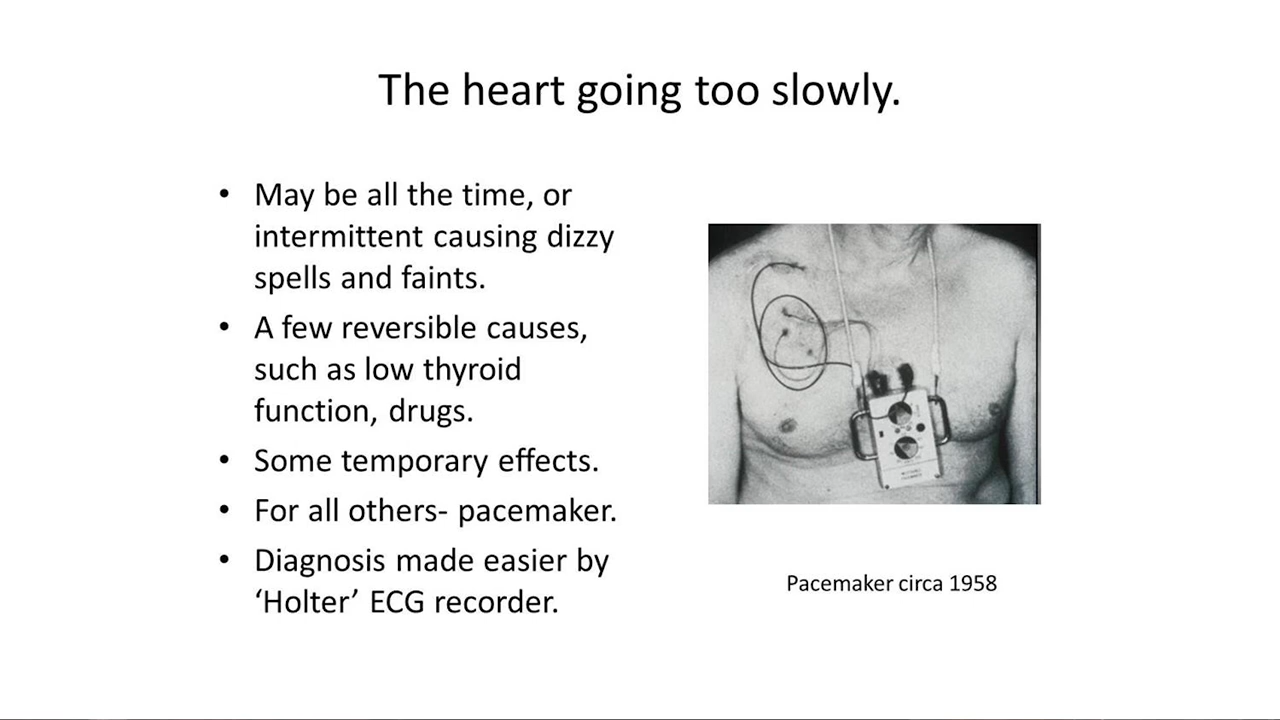 The heart going too slowly.
• May be all the time, or
intermittent causing dizzy
spells and faints.
• A few reversible causes,
such as low thyroid
function, drugs.
• Some temporary effects.
• For all others- pacemaker.
• Diagnosis made easier by
‘Holter’ ECG recorder.
Pacemaker circa 1958